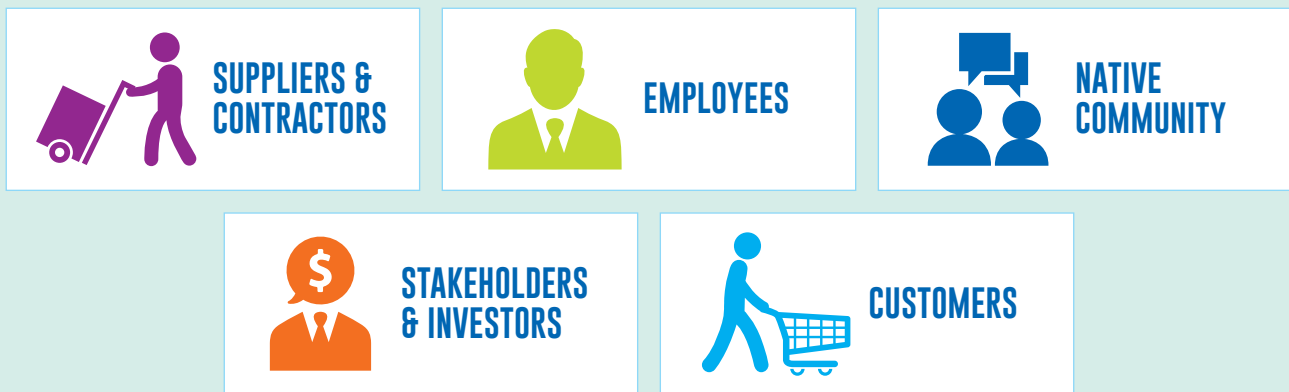 SUPPLIERS &
CONTRACTORS
EMPLOYEES
NATIVE
COMMUNITY
$
STAKEHOLDERS
& INVESTORS
CUSTOMERS